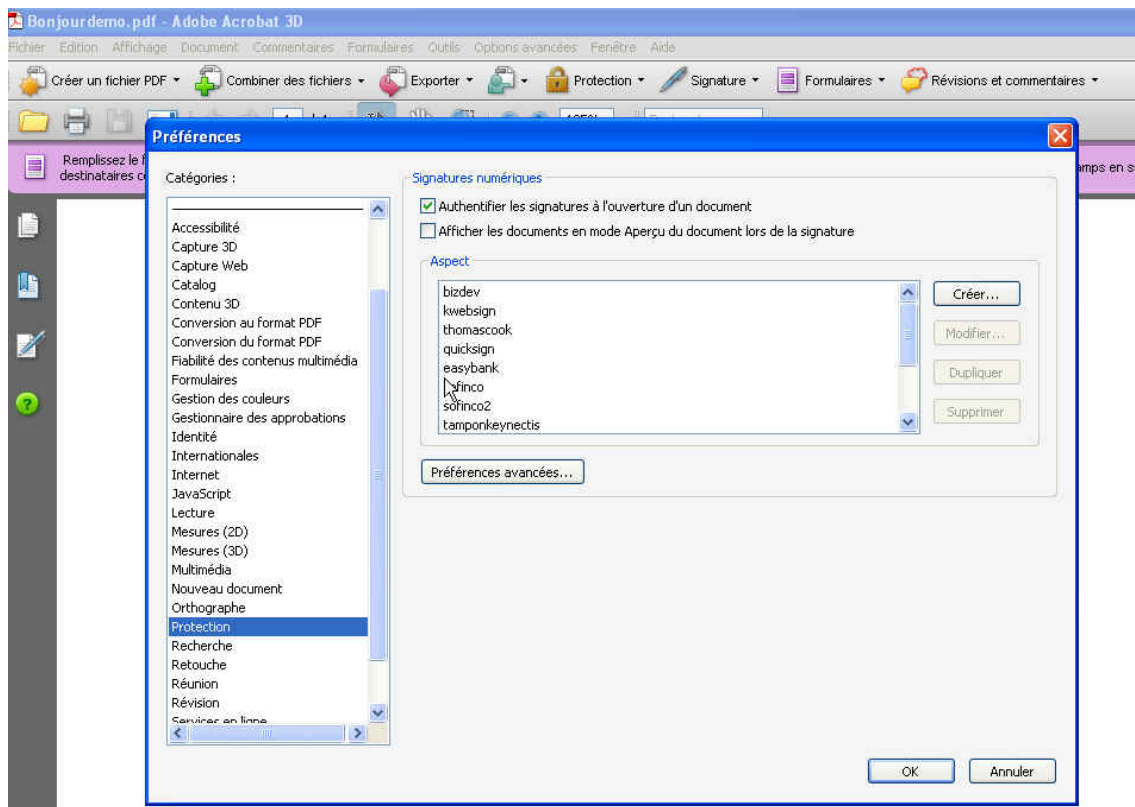 Bonjourdemo.pdf - Adobe Acrobat 3D
Fichier Edition Affichage Document Commentaires Formulaires Outils Options avancées Fenêtre Aide
Créer un fichier PDF Combiner des fichiers Exporter Protection Signature Formulaires Révisions et commentaires
Préférences
Remplissez le
destinataires
Catégories :
Accessibilité
Capture 3D
Capture Web
Catalog
Contenu 3D
Conversion au format PDF
Conversion du format PDF
Fiabilité des contenus multimédia
Formulaires
Gestion des couleurs
Gestionnaire des approbations
Identité
Internationales
Internet
JavaScript
Lecture
Mesures (2D)
Mesures (3D)
Multimédia
Nouveau document
Orthographe
Protection
Recherche
Retouche
Réunion
Révision
Services en ligne
Signatures numériques
Authentifier les signatures à l'ouverture d'un document
Afficher les documents en mode Aperçu du document lors de la signature
Aspect
bizdev
kwebsign
thomascook
quicksign
easybank
sofinco2
tamponkeynectis
Créer...
Modifier...
Dupliquer
Supprimer
Préférences avancées...
OK Annuler